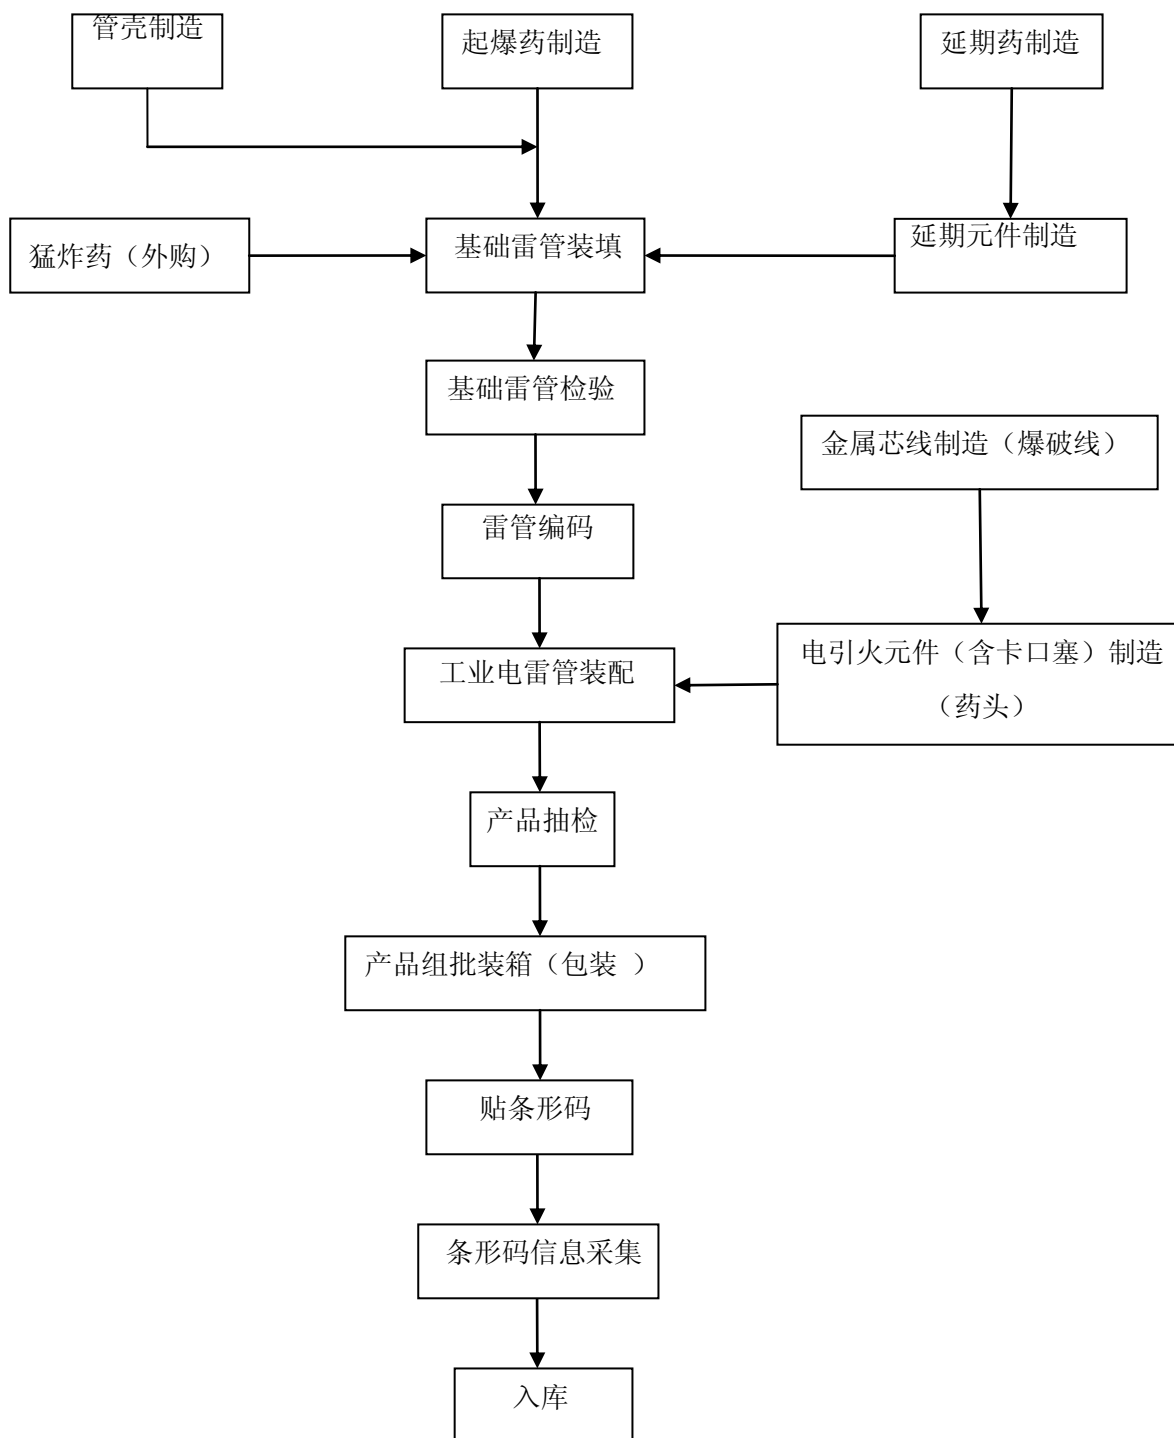 管壳制造
起爆药制造
延期药制造
猛炸药（外购）
基础雷管装填
延期元件制造
基础雷管检验
金属芯线制造（爆破线）
雷管编码
电引火元件（含卡口塞）制造
（药头）
工业电雷管装配
产品抽检
产品组批装箱（包装 ）
贴条形码
条形码信息采集
入库